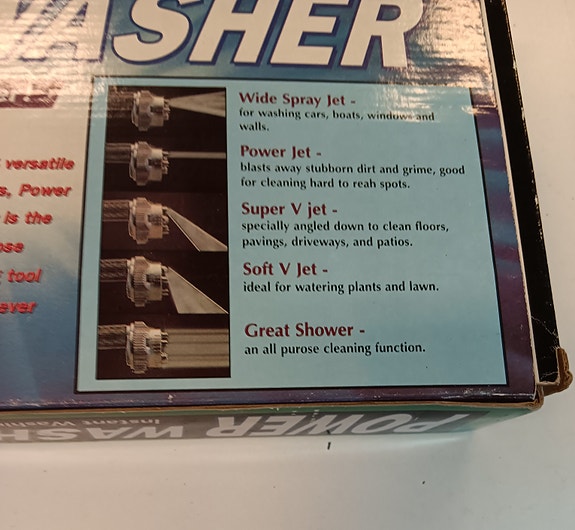 WASHER
Wide Spray Jet -
for washing cars, boats, windows and
walls.
Power Jet -
blasts away stubborn dirt and grime, good
for cleaning hard to reah spots.
Super V jet -
specially angled down to clean floors,
pavings, driveways, and patios.
Soft V Jet -
ideal for watering plants and lawn.
Great Shower -
an all purose cleaning function.
versatile
Power
is the
tool
POWER WASH
Instant